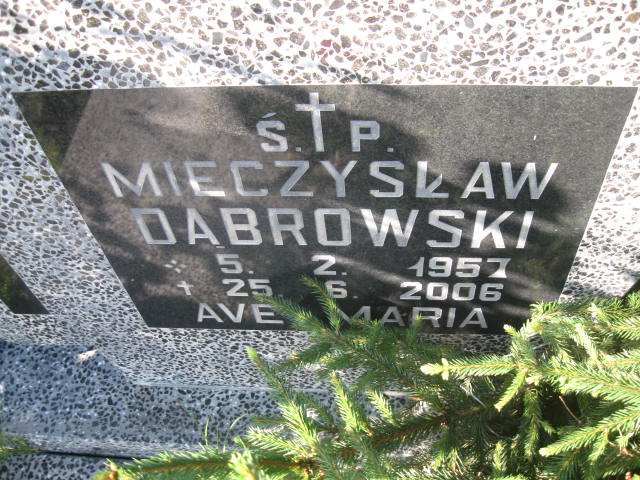 Ś. P.
MIECZYSŁAW
DĄBROWSKI
5. 2. 1957
25. 6. 2006
AVE MARIA